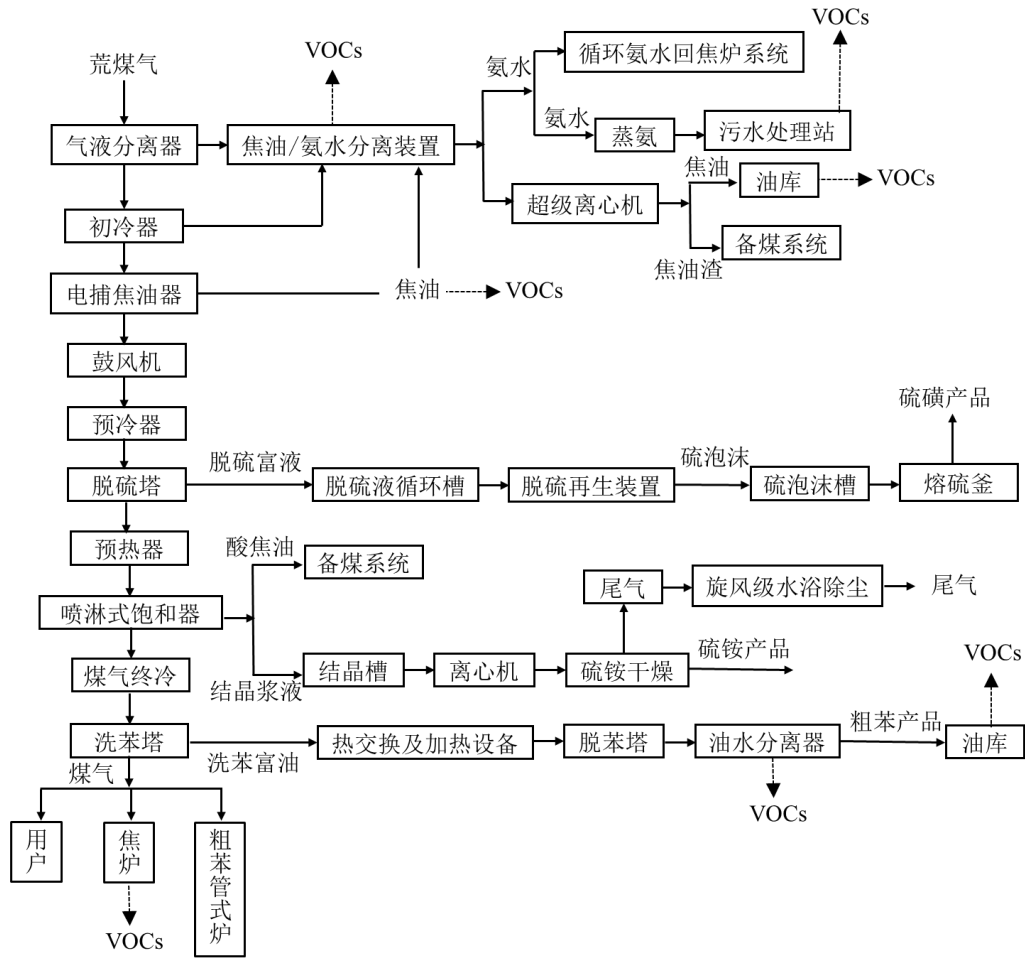 VOCs
VOCs
荒煤气
氨水
循环氨水回焦炉系统
气液分离器
焦油/氨水分离装置
氨水
蒸氨
污水处理站
焦油
油库
VOCs
初冷器
超级离心机
焦油渣
备煤系统
电捕焦油器
焦油
VOCs
鼓风机
预冷器
硫磺产品
脱硫塔
脱硫富液
脱硫液循环槽
脱硫再生装置
硫泡沫
硫泡沫槽
熔硫釜
预热器
酸焦油
备煤系统
喷淋式饱和器
尾气
旋风级水浴除尘
尾气
煤气终冷
结晶浆液
结晶槽
离心机
硫铵干燥
硫铵产品
VOCs
洗苯塔
洗苯富油
热交换及加热设备
脱苯塔
油水分离器
粗苯产品
油库
煤气
VOCs
用户
焦炉
粗苯管式炉
VOCs